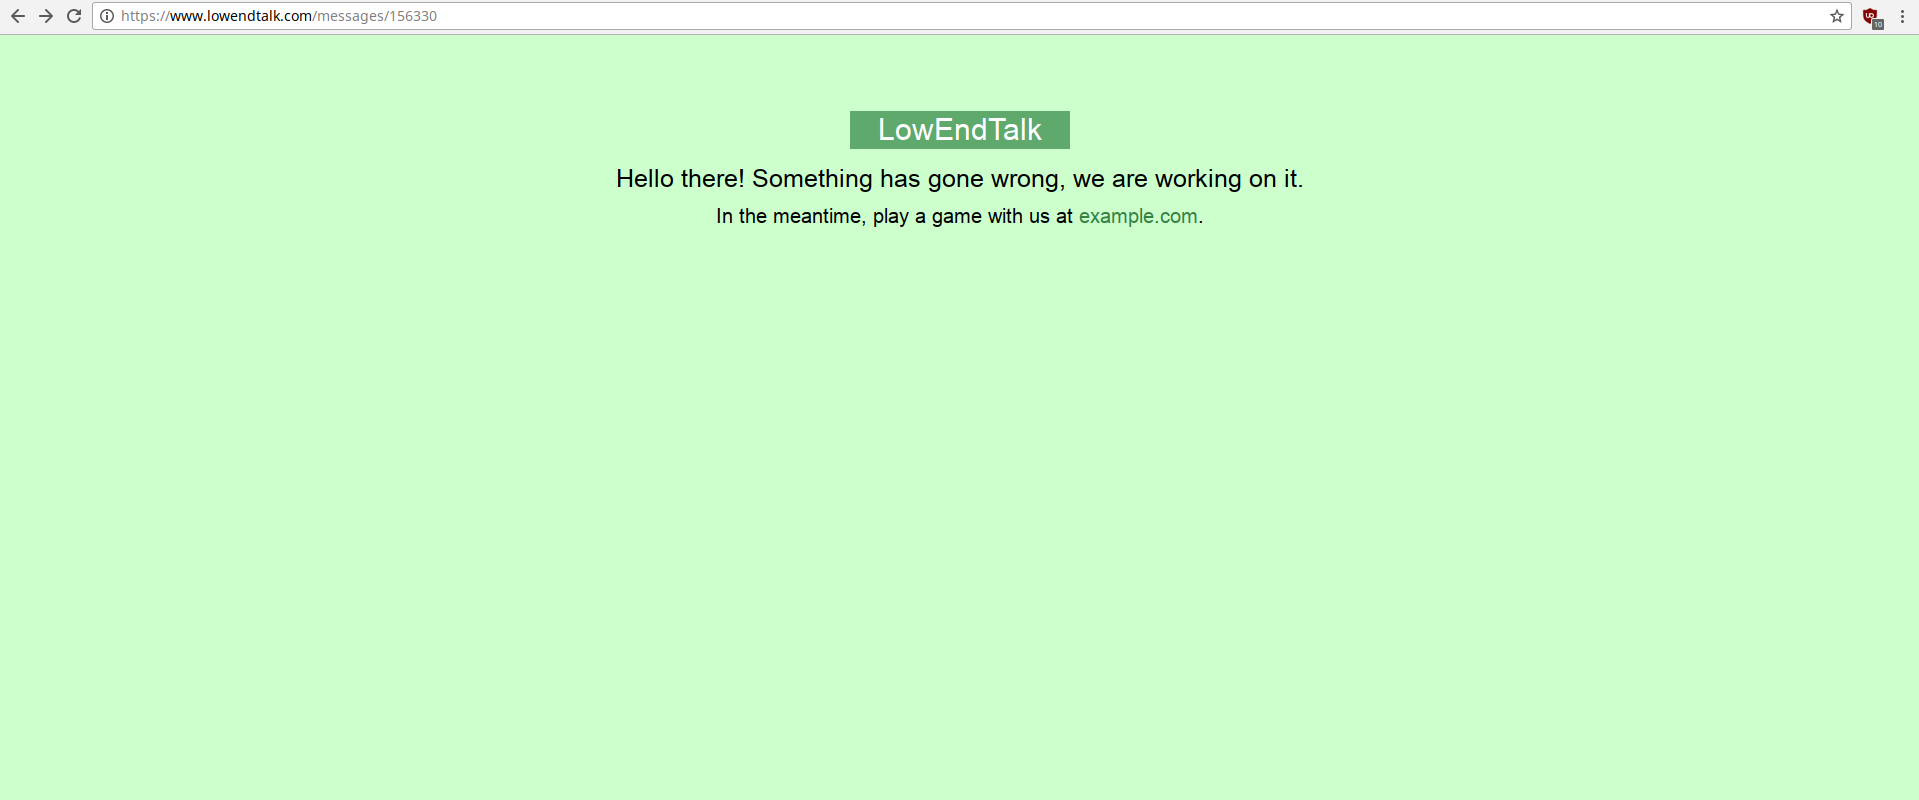 https://www.lowendtalk.com/messages/156330
10
LowEndTalk
Hello there! Something has gone wrong, we are working on it.
In the meantime, play a game with us at example.com.